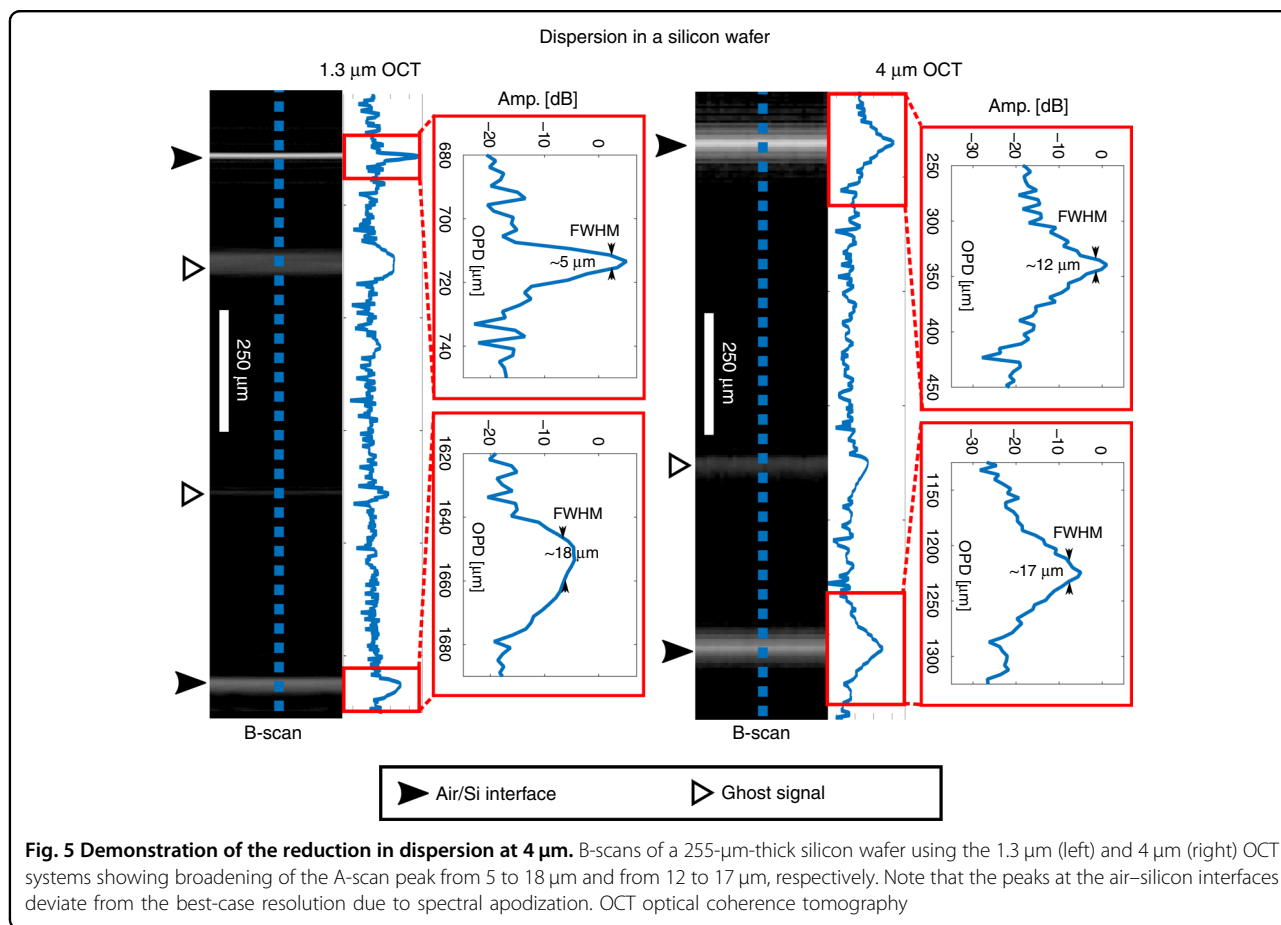 Dispersion in a silicon wafer
1.3 μm OCT
250 μm
B-scan
Amp. [dB]
−20
−10
0
680
700
720
740
OPD [μm]
FWHM
~5 μm
−20
−10
0
1620
1640
1660
1680
OPD [μm]
FWHM
~18 μm
4 μm OCT
250 μm
B-scan
Amp. [dB]
−30
−20
−10
0
250
300
350
400
450
OPD [μm]
FWHM
~12 μm
−30
−20
−10
0
1150
1200
1250
1300
OPD [μm]
FWHM
~17 μm
Air/Si interface
Ghost signal
Fig. 5 Demonstration of the reduction in dispersion at 4 μm. B-scans of a 255-μm-thick silicon wafer using the 1.3 μm (left) and 4 μm (right) OCT
systems showing broadening of the A-scan peak from 5 to 18 μm and from 12 to 17 μm, respectively. Note that the peaks at the air–silicon interfaces
deviate from the best-case resolution due to spectral apodization. OCT optical coherence tomography